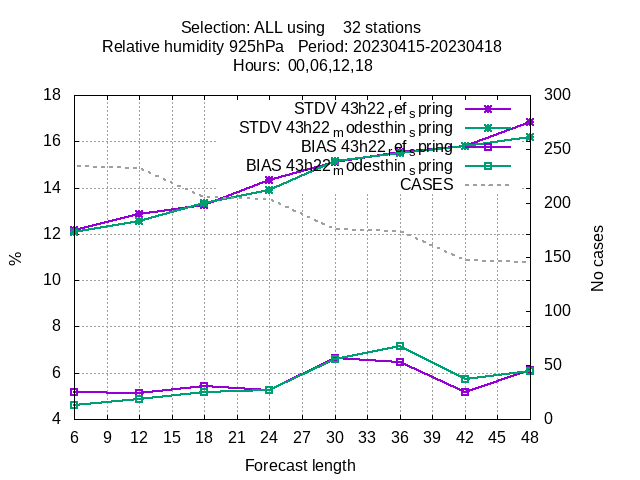 Selection: ALL using    32 stations
Relative humidity 925hPa   Period: 20230415-20230418
Hours:  00,06,12,18
18
16
14
12
10
8
6
4
%
STDV 43h22refspring
STDV 43h22modesthinspring
BIAS 43h22refspring
BIAS 43h22modesthinspring
CASES
300
250
200
150
100
50
0
No cases
6 9 12 15 18 21 24 27 30 33 36 39 42 45 48
Forecast length